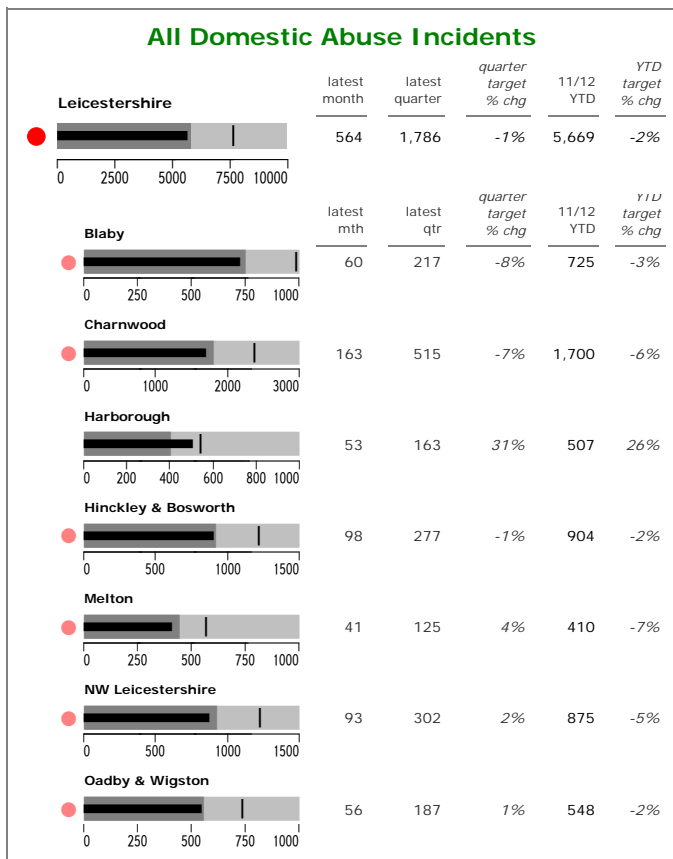 All Domestic Abuse Incidents
latest month latest quarter quarter target % chg 11/12 YTD YTD target % chg
Leicestershire
564 1,786 -1% 5,669 -2%
0 2500 5000 7500 10000
latest mth latest qtr quarter target % chg 11/12 YTD YTD target % chg
Blaby
60 217 -8% 725 -3%
0 250 500 750 1000
Charnwood
163 515 -7% 1,700 -6%
0 1000 2000 3000
Harborough
53 163 31% 507 26%
0 200 400 600 800 1000
Hinckley & Bosworth
98 277 -1% 904 -2%
0 500 1000 1500
Melton
41 125 4% 410 -7%
0 250 500 750 1000
NW Leicestershire
93 302 2% 875 -5%
0 500 1000 1500
Oadby & Wigston
56 187 1% 548 -2%
0 250 500 750 1000